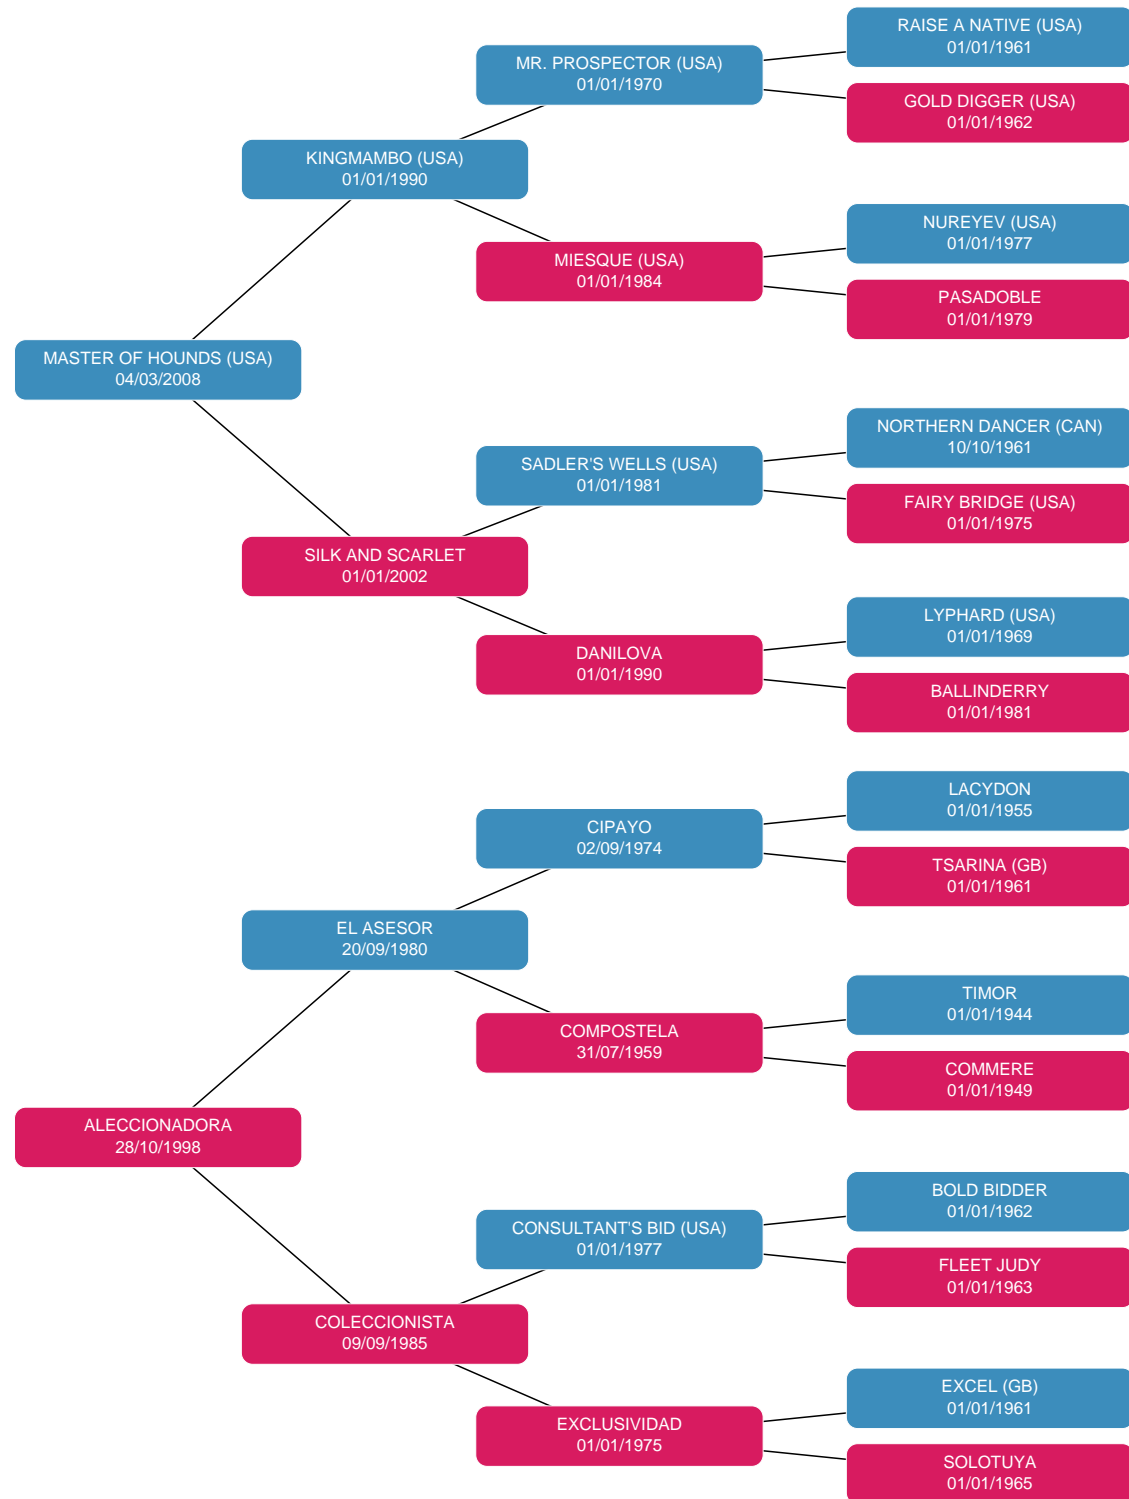 RAISE A NATIVE (USA)
01/01/1961
MR. PROSPECTOR (USA)
01/01/1970
GOLD DIGGER (USA)
01/01/1962
KINGMAMBO (USA)
01/01/1990
NUREYEV (USA)
01/01/1977
MIESQUE (USA)
01/01/1984
PASADOBLE
01/01/1979
MASTER OF HOUNDS (USA)
04/03/2008
NORTHERN DANCER (CAN)
10/10/1961
SADLER'S WELLS (USA)
01/01/1981
FAIRY BRIDGE (USA)
01/01/1975
SILK AND SCARLET
01/01/2002
LYPHARD (USA)
01/01/1969
DANILOVA
01/01/1990
BALLINDERRY
01/01/1981
LACYDON
01/01/1955
CIPAYO
02/09/1974
TSARINA (GB)
01/01/1961
EL ASESOR
20/09/1980
TIMOR
01/01/1944
COMPOSTELA
31/07/1959
COMMERE
01/01/1949
ALECCIONADORA
28/10/1998
BOLD BIDDER
01/01/1962
CONSULTANT'S BID (USA)
01/01/1977
FLEET JUDY
01/01/1963
COLECCIONISTA
09/09/1985
EXCEL (GB)
01/01/1961
EXCLUSIVIDAD
01/01/1975
SOLOTUYA
01/01/1965